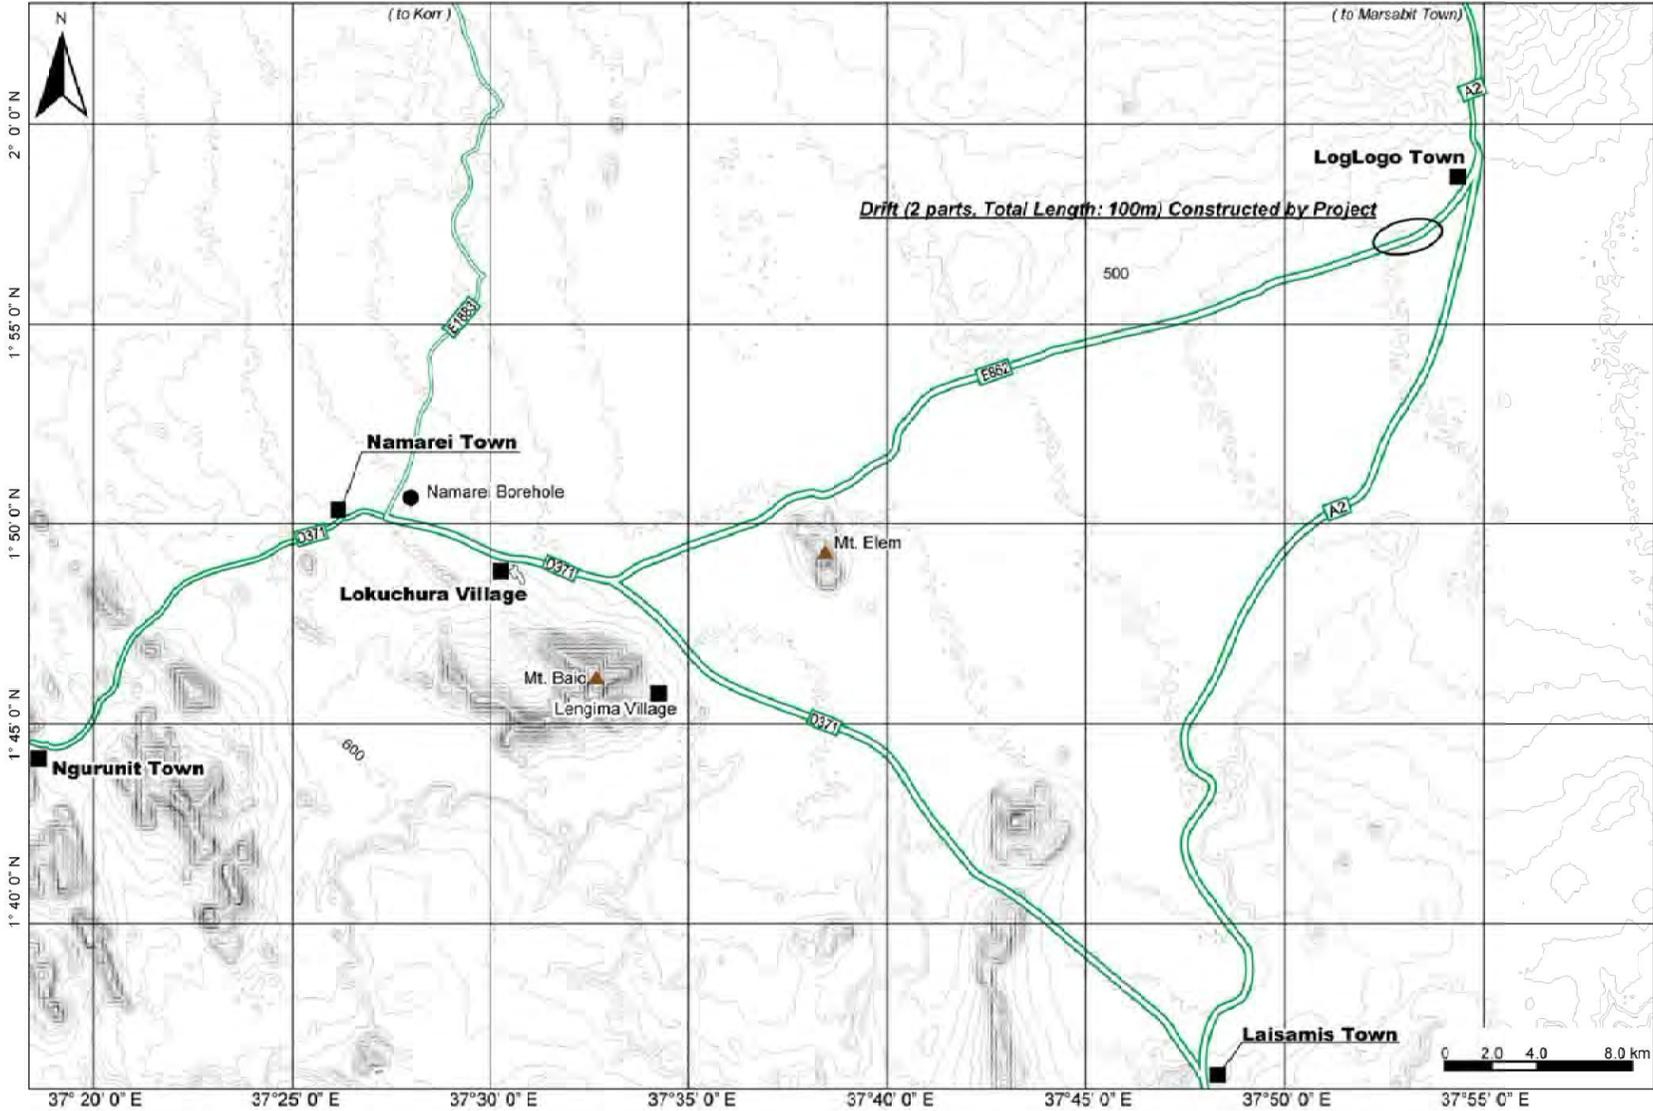 N
( to Korr )
( to Marsabit Town)
A2
2° 0' 0" N
LogLogo Town
Drift (2 parts, Total Length: 100m) Constructed by Project
500
1° 55' 0" N
E1883
E662
Namarei Town
Namarei Borehole
1° 50' 0" N
D371
A2
Mt. Elem
D371
Lokuchura Village
Mt. Baio
Lengima Village
D371
1° 45' 0" N
600
Ngurunit Town
1° 40' 0" N
Laisamis Town
0 2.0 4.0 8.0 km
37° 20' 0" E
37° 25' 0" E
37° 30' 0" E
37° 35' 0" E
37° 40' 0" E
37° 45' 0" E
37° 50' 0" E
37° 55' 0" E